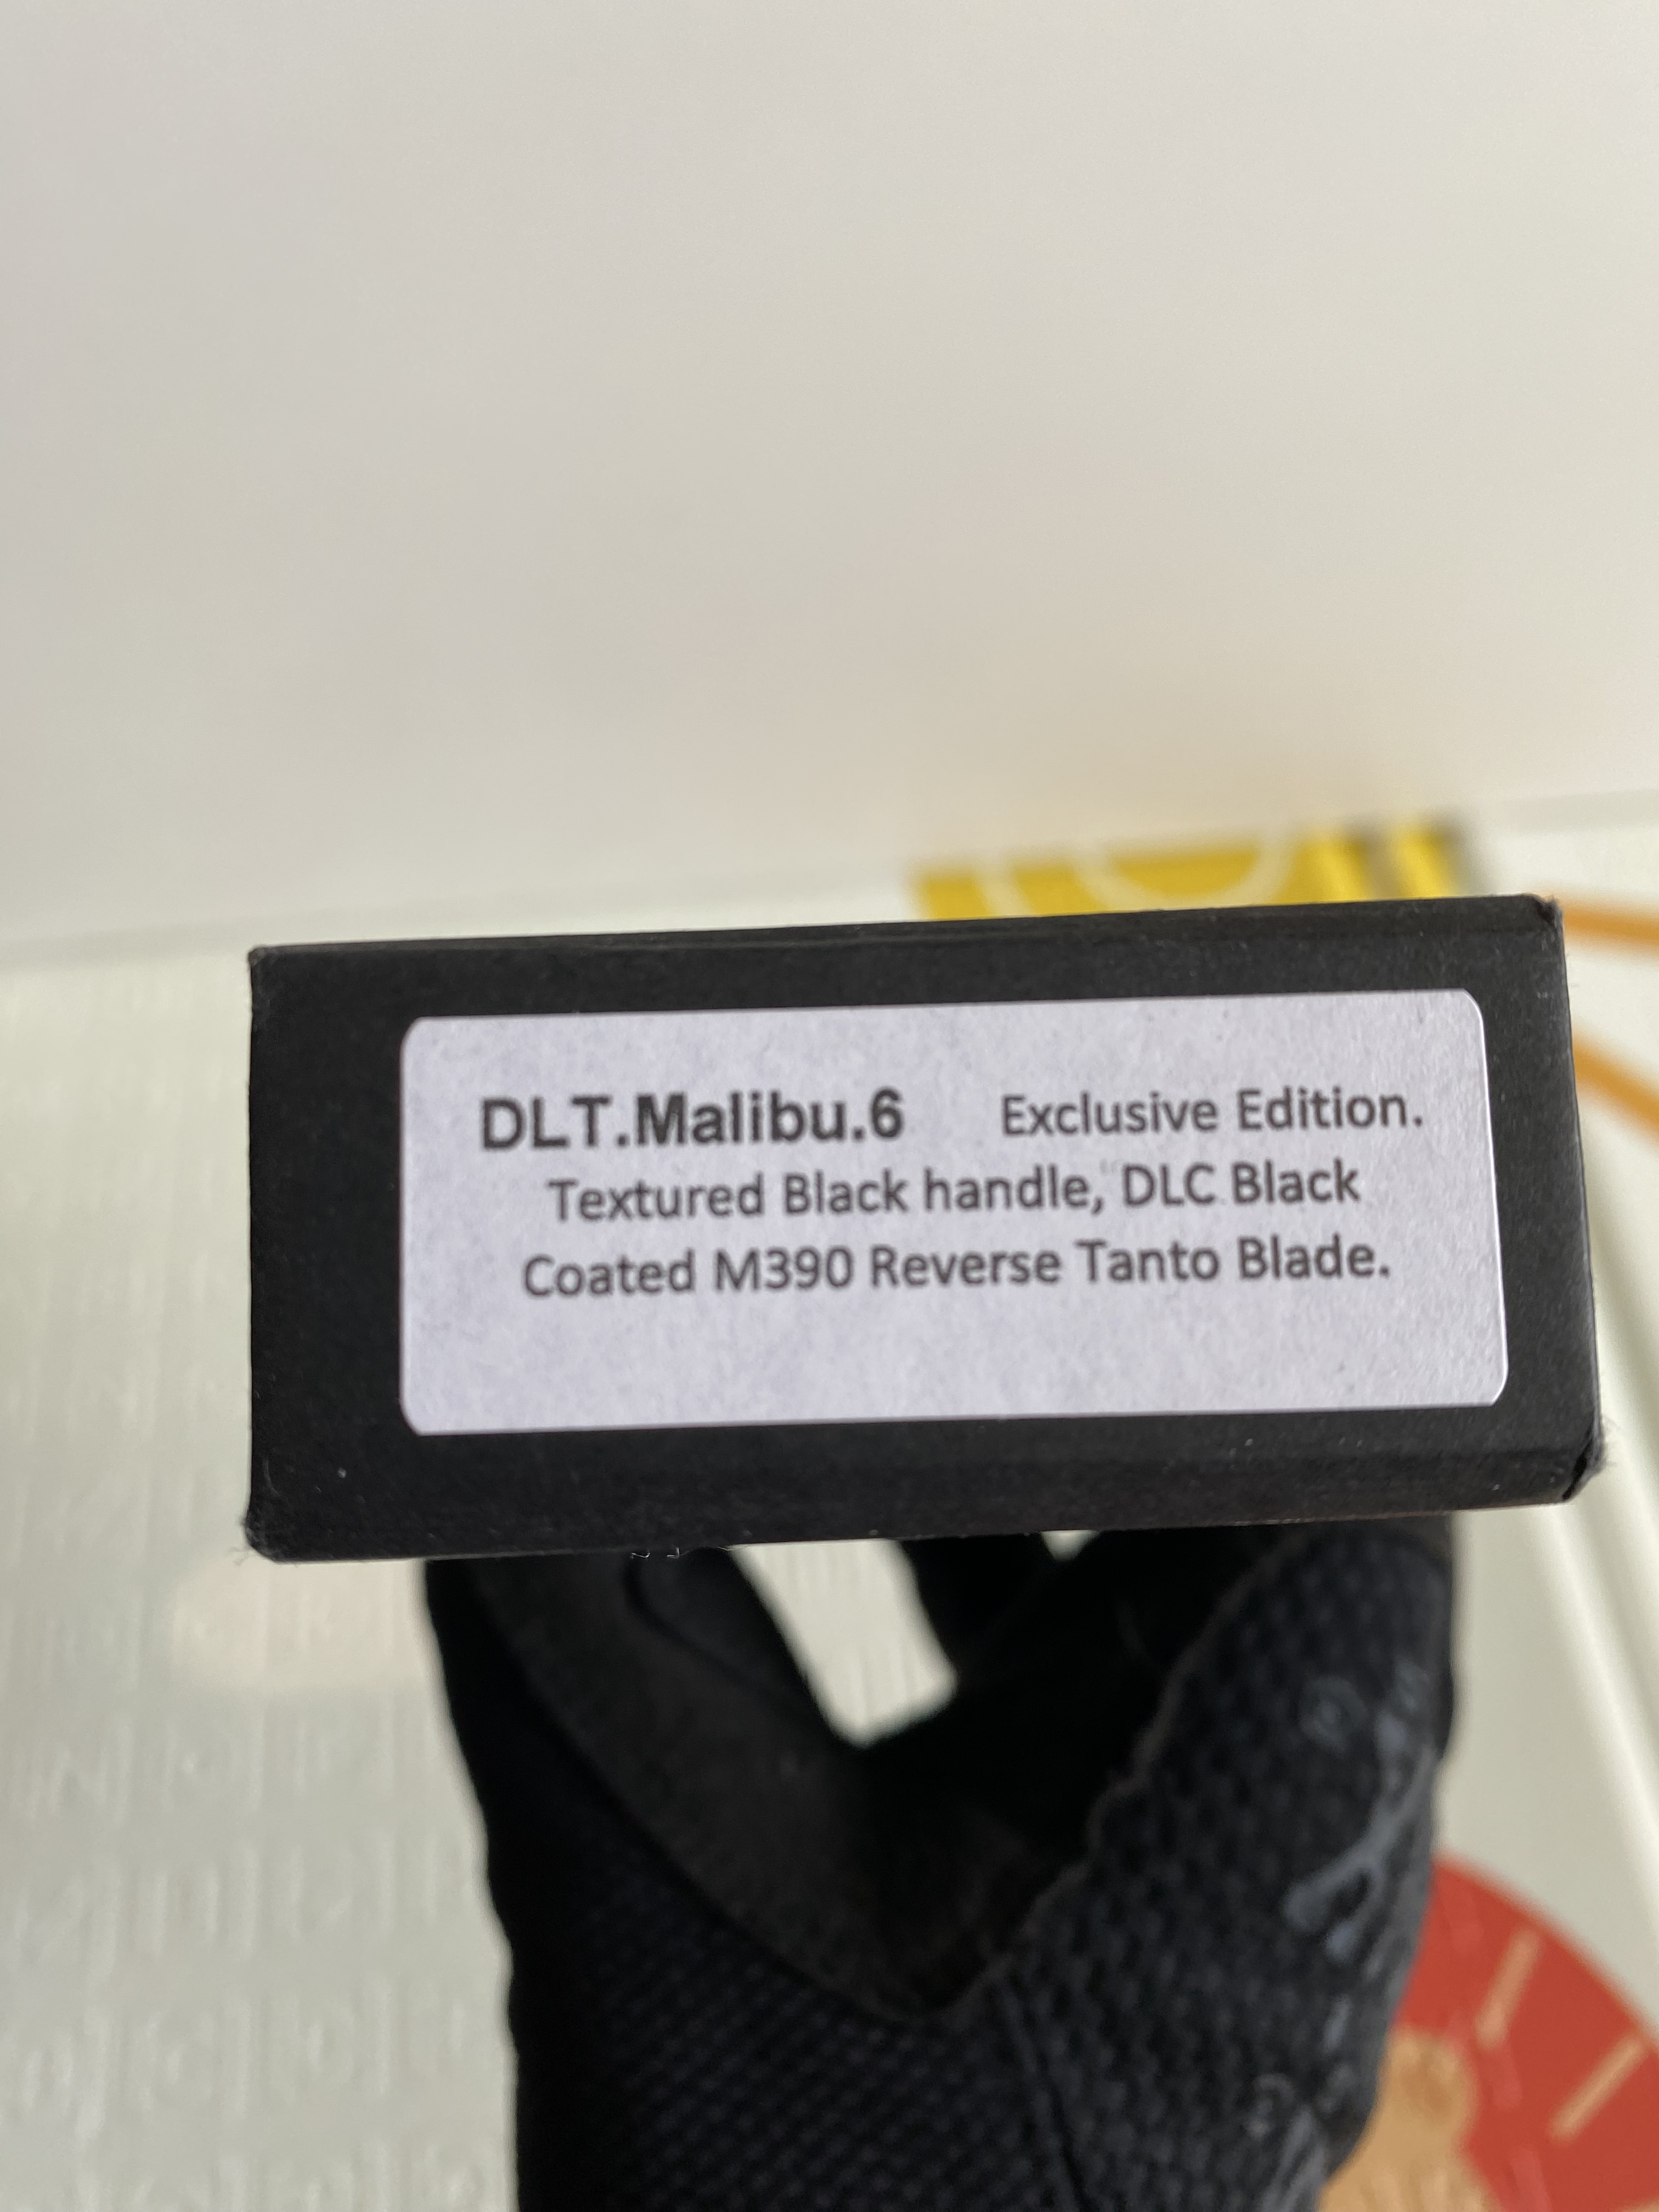 DLT.Malibu.6 Exclusive Edition.
Textured Black handle, DLC Black
Coated M390 Reverse Tanto Blade.